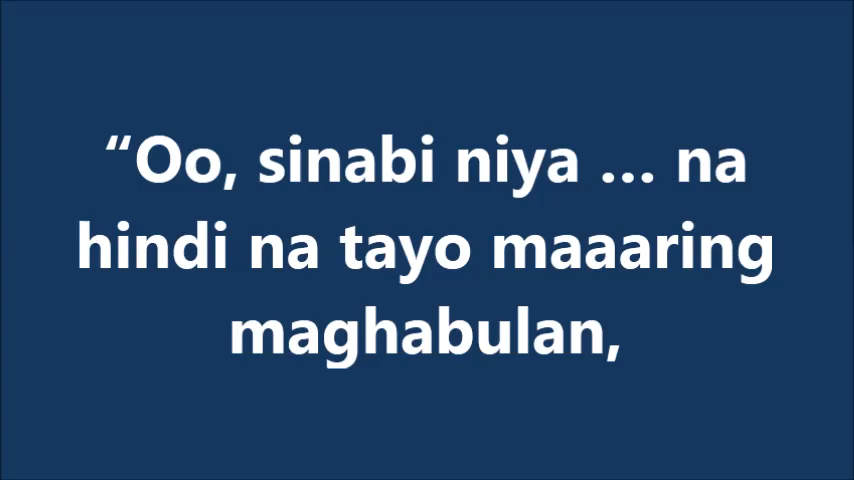 “Oo, sinabi niya … na
hindi na tayo maaaring
maghabulan,